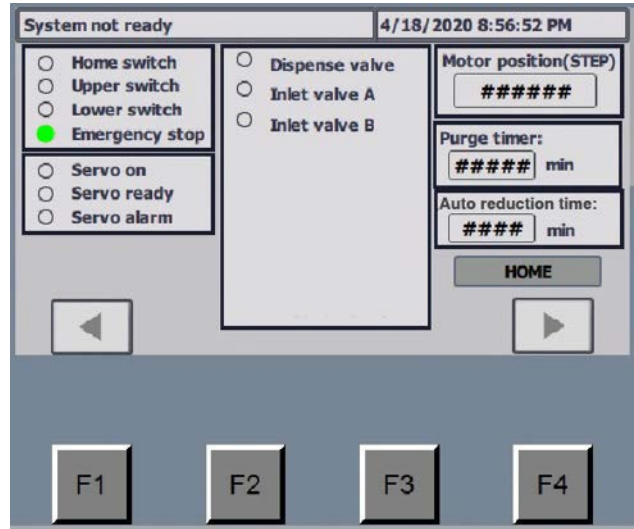 System not ready
4/18/2020 8:56:52 PM
Home switch
Upper switch
Lower switch
Emergency stop
Servo on
Servo ready
Servo alarm
Dispense valve
Inlet valve A
Inlet valve B
Motor position(STEP)
######
Purge timer:
##### min
Auto reduction time:
#### min
HOME
F1
F2
F3
F4